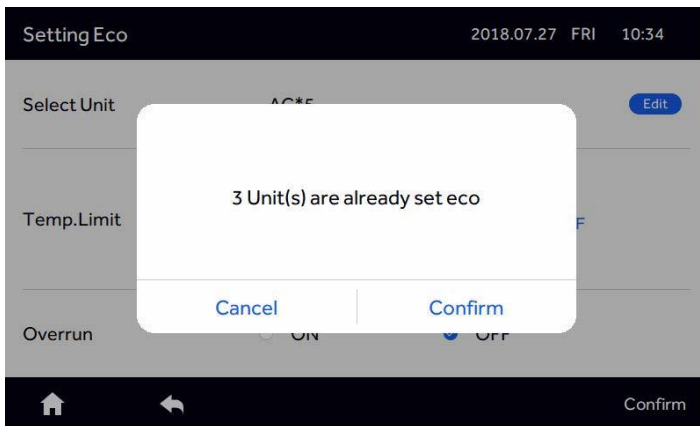 Setting Eco 2018.07.27 FRI 10:34
Select Unit Edit
3 Unit(s) are already set eco
Temp.Limit F
Cancel Confirm
Overrun ON OFF
Confirm